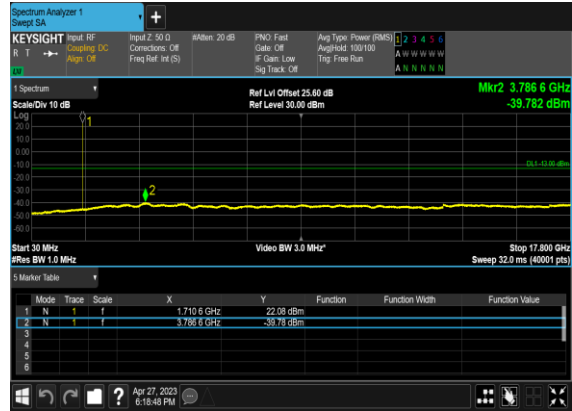 Spectrum Analyzer 1
Swept SA
+
KEYSIGHT Input: RF Input Z: 50 Ω #Atten: 20 dB PNO: Fast Avg Type: Power (RMS) 1 2 3 4 5 6
R T Coupling: DC Corrections: Off Gate: Off Avg|Hold: 100/100 A W W W W W
Align: Off Freq Ref: Int (S) IF Gain: Low Trig: Free Run
Sig Track: Off A N N N N N
LW
1 Spectrum Ref Lvl Offset 25.60 dB Mkr2 3.786 6 GHz
Scale/Div 10 dB Ref Level 30.00 dBm -39.782 dBm
Log
1
20.0
10.0
0.00
-10.0
DL1 -13.00 dBm
-20.0
-30.0
2
-40.0
-50.0
-60.0
Start 30 MHz Video BW 3.0 MHz* Stop 17.800 GHz
#Res BW 1.0 MHz Sweep 32.0 ms (40001 pts)
5 Marker Table
Mode Trace Scale X Y Function Function Width Function Value
1 N 1 f 1.710 6 GHz 22.08 dBm
2 N 1 f 3.786 6 GHz -39.78 dBm
3
4
5
6
? Apr 27, 2023
6:18:48 PM